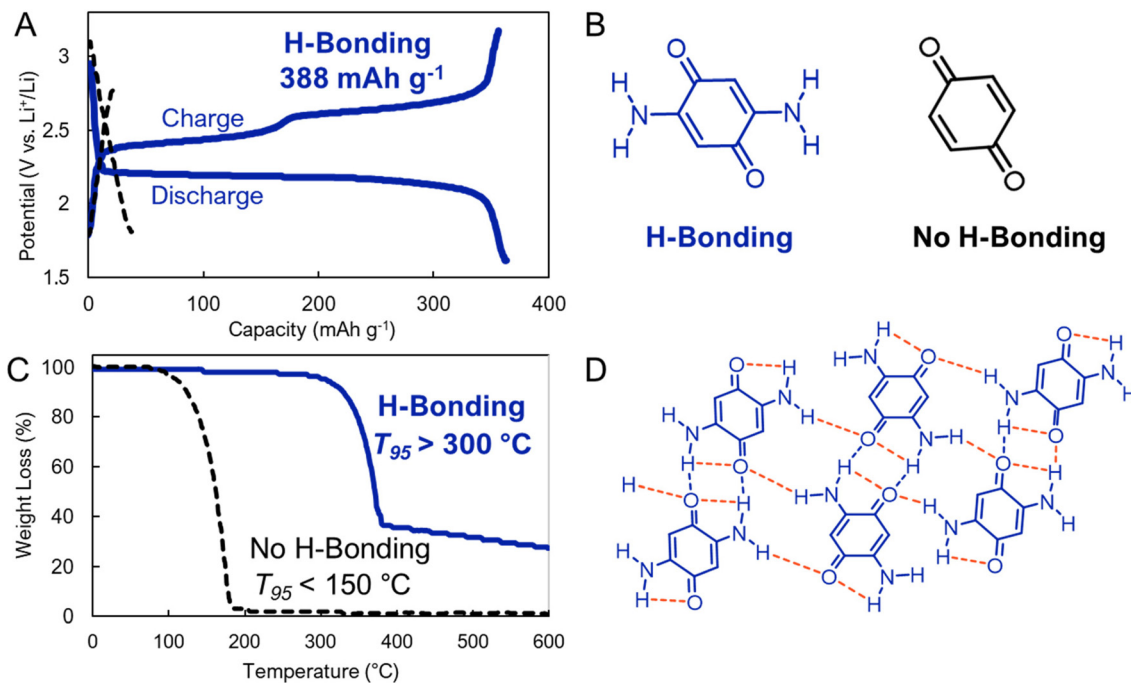 A
H-Bonding
388 mAh g-1
Charge
Discharge
Potential (V vs. Li+/Li)
3
2.5
2
1.5
0
100
200
300
400
Capacity (mAh g-1)
B
O
H
N
H
H
N
H
O
H-Bonding
O
O
No H-Bonding
C
H-Bonding
T95 > 300 °C
No H-Bonding
T95 < 150 °C
Weight Loss (%)
100
80
60
40
20
0
0
100
200
300
400
500
600
Temperature (°C)
D
O H H N H N H O
H N H O N H O
H N H O H N H O
H O H N H O H N
O H N H O H N H
H N H O H N H O